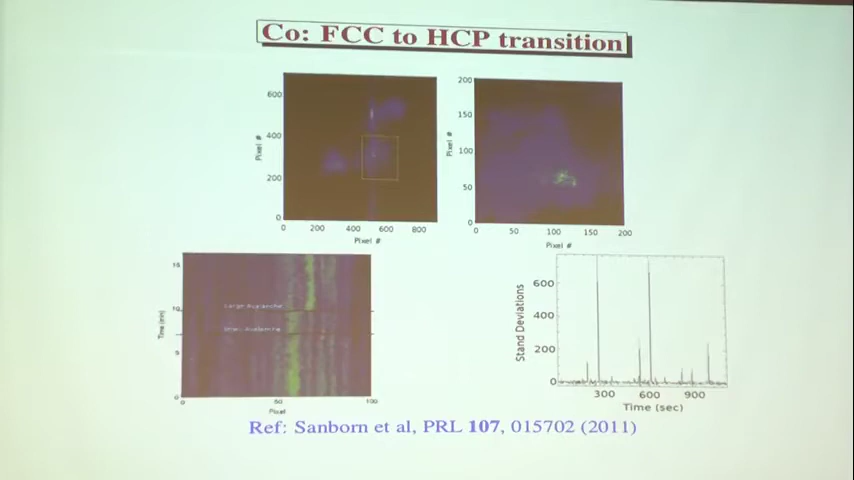 Co: FCC to HCP transition
600
400
200
0
Pixel #
0 200 400 600 800
Pixel #
200
150
100
50
0
Pixel #
0 50 100 150 200
Pixel #
15
10
5
0
Time (min)
Large Avalanche
Small Avalanche
0 50 100
Pixel
600
400
200
0
Stand Deviations
300 600 900
Time (sec)
Ref: Sanborn et al, PRL 107, 015702 (2011)